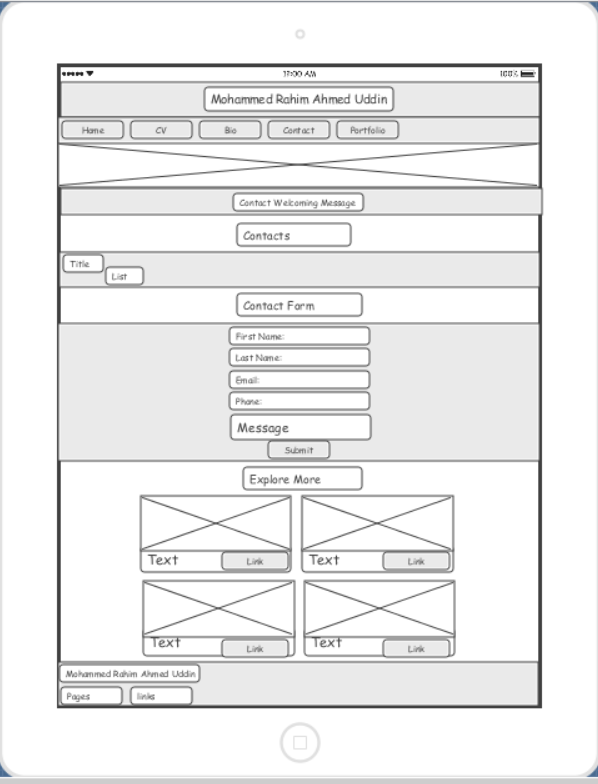 11:00 AM 100%
Mohammed Rahim Ahmed Uddin
Home CV Bio Contact Portfolio
Contact Welcoming Message
Contacts
Title
List
Contact Form
First Name:
Last Name:
Email:
Phone:
Message
Submit
Explore More
Text Link Text Link
Text Link Text Link
Mohammed Rahim Ahmed Uddin
Pages links